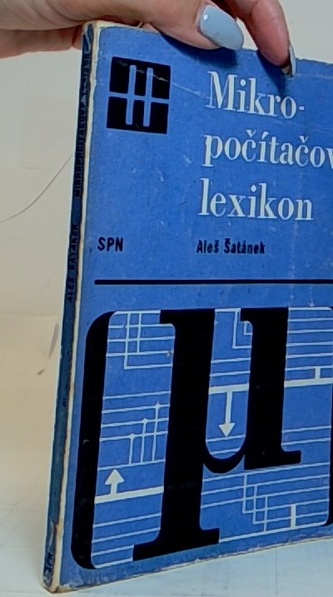 Mikro-
počítačov
lexikon
SPN
Aleš Šatánek
µ